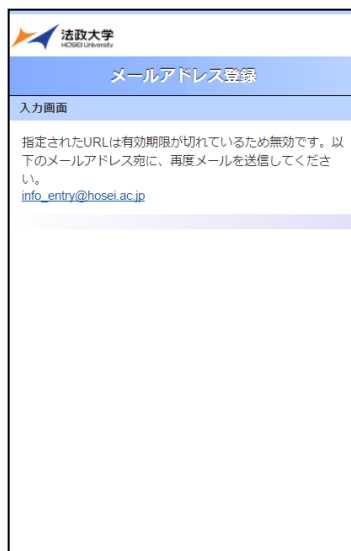 法政大学
HOSEI University
メールアドレス登録
入力画面
指定されたURLは有効期限が切れているため無効です。以
下のメールアドレス宛に、再度メールを送信してくださ
い。
info_entry@hosei.ac.jp